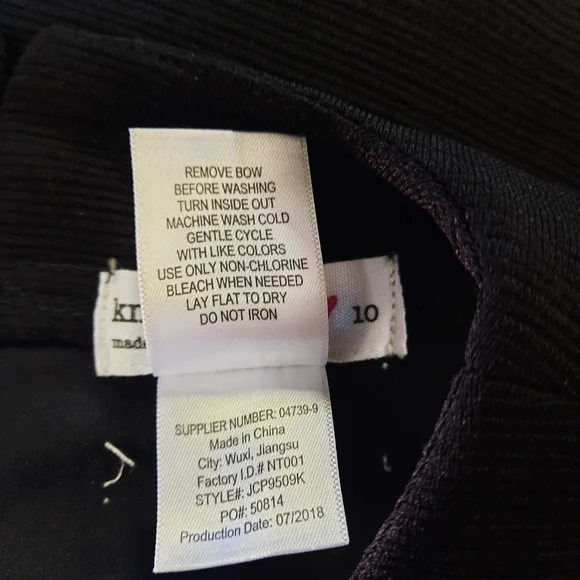 REMOVE BOW
BEFORE WASHING
TURN INSIDE OUT
MACHINE WASH COLD
GENTLE CYCLE
WITH LIKE COLORS
USE ONLY NON-CHLORINE
BLEACH WHEN NEEDED
LAY FLAT TO DRY
DO NOT IRON
10
made
SUPPLIER NUMBER: 04739-9
Made in China
City: Wuxi, Jiangsu
Factory I.D.# NT001
STYLE#: JCP9509K
PO#: 50814
Production Date: 07/2018